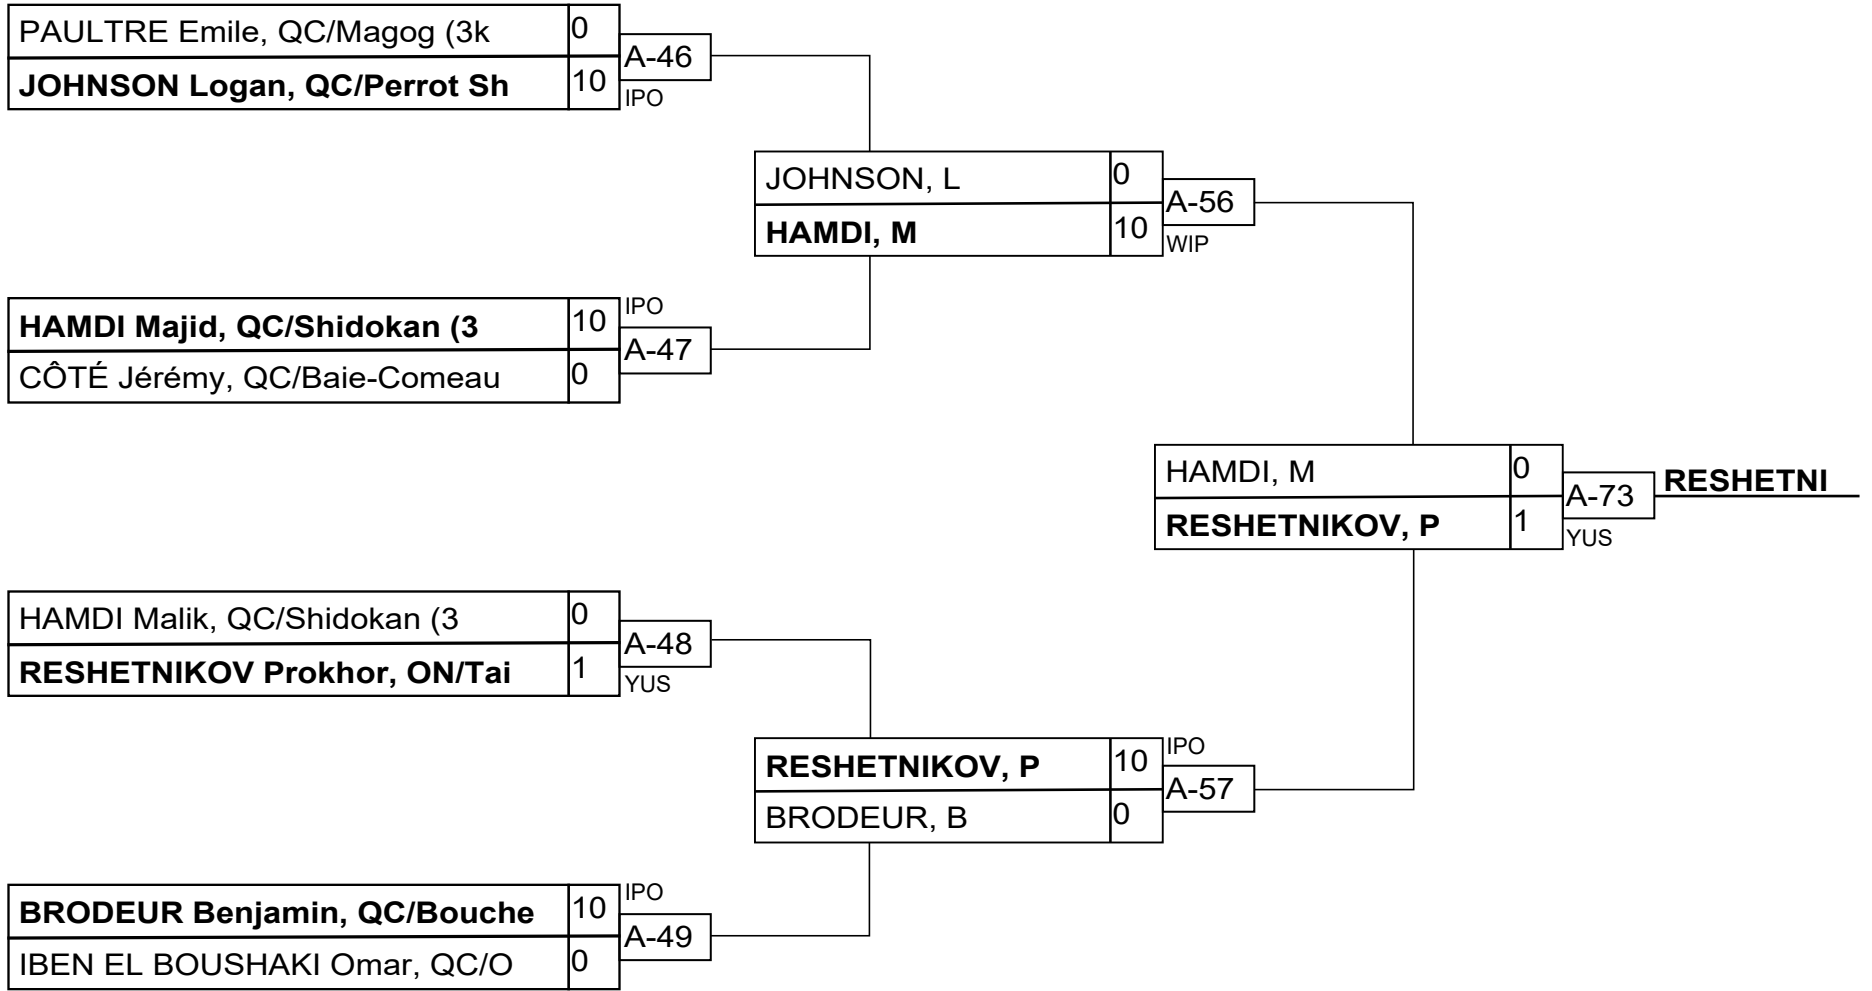 PAULTRE Emile, QC/Magog (3k 0
A-46
JOHNSON Logan, QC/Perrot Sh 10
IPO
JOHNSON, L 0
A-56
HAMDI, M 10
WIP
IPO
HAMDI Majid, QC/Shidokan (3 10
A-47
CÔTÉ Jérémy, QC/Baie-Comeau 0
HAMDI, M 0
A-73
RESHETNI
RESHETNIKOV, P 1
YUS
HAMDI Malik, QC/Shidokan (3 0
A-48
RESHETNIKOV Prokhor, ON/Tai 1
YUS
IPO
RESHETNIKOV, P 10
A-57
BRODEUR, B 0
IPO
BRODEUR Benjamin, QC/Bouche 10
A-49
IBEN EL BOUSHAKI Omar, QC/O 0